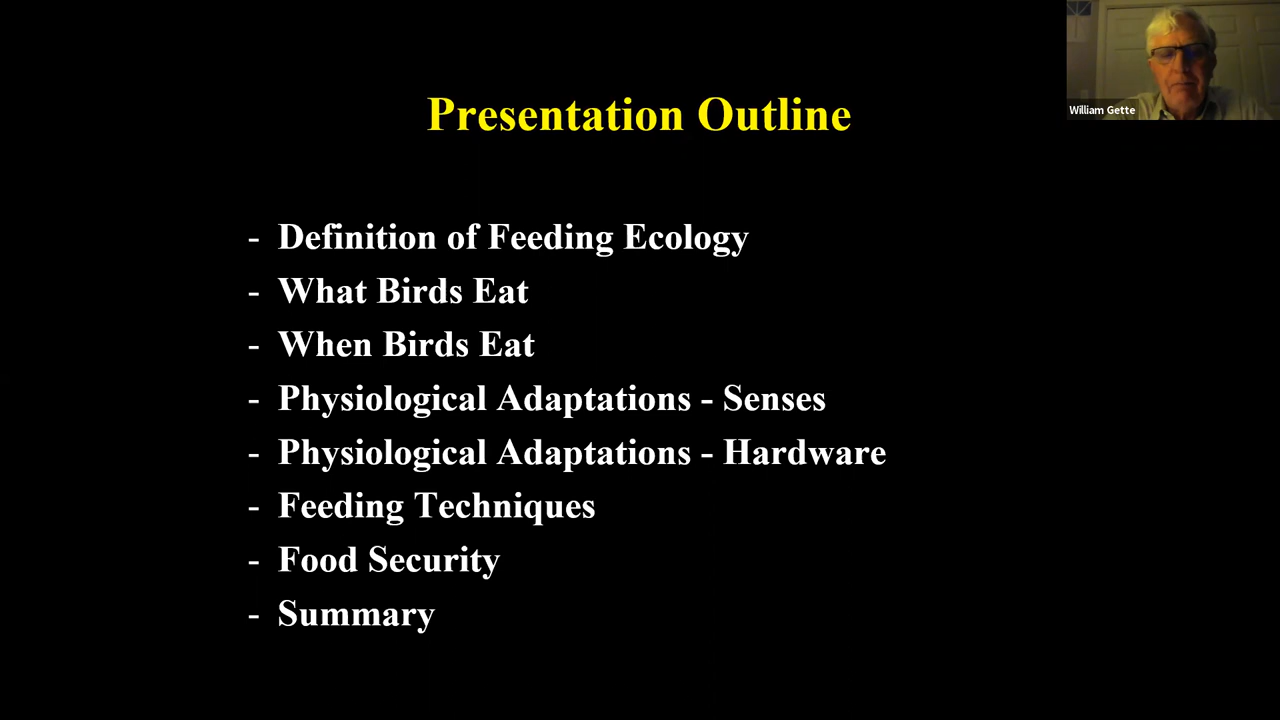 Presentation Outline
- Definition of Feeding Ecology
- What Birds Eat
- When Birds Eat
- Physiological Adaptations - Senses
- Physiological Adaptations - Hardware
- Feeding Techniques
- Food Security
- Summary
William Gette